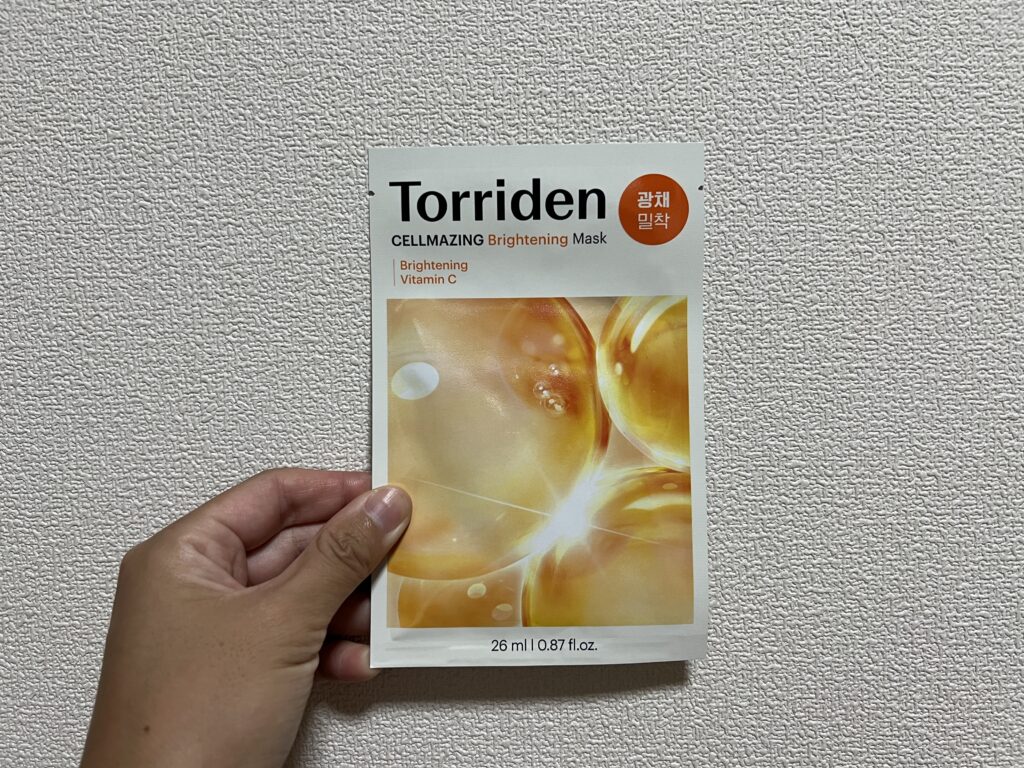 Torriden
광채
밀착
CELLMAZING Brightening Mask
Brightening
Vitamin C
26 ml | 0.87 fl.oz.